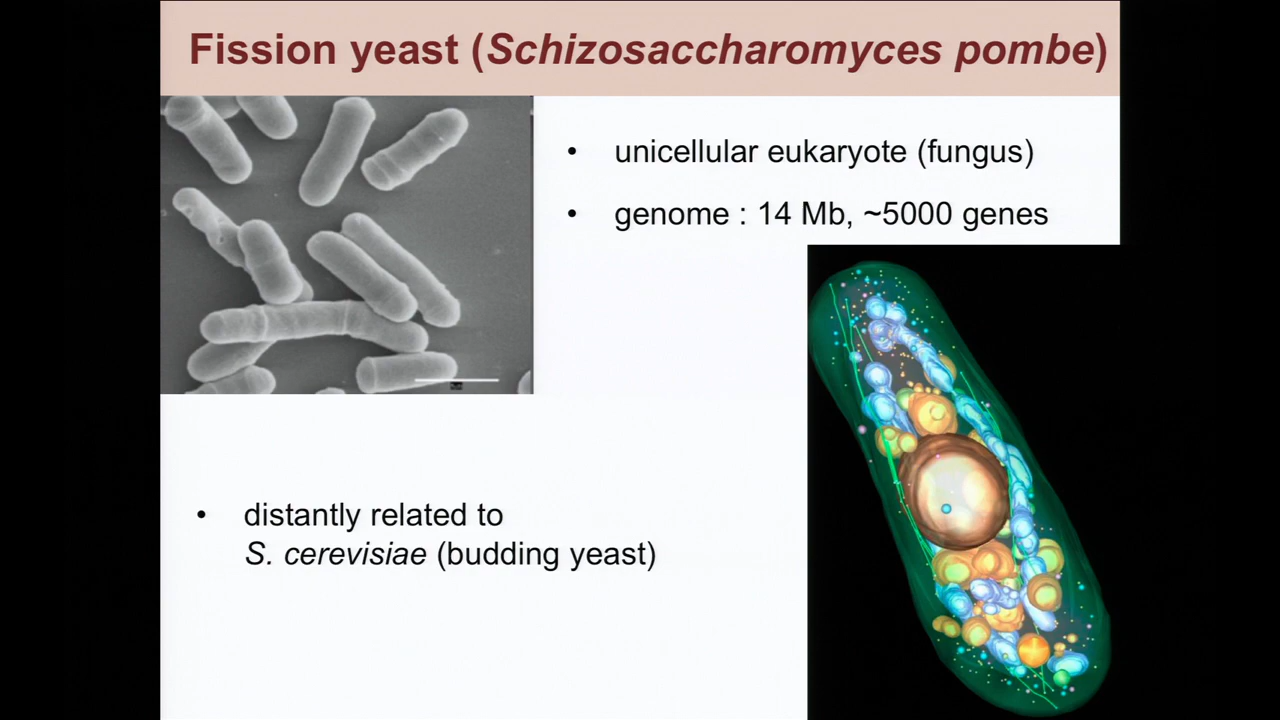 Fission yeast (Schizosaccharomyces pombe)
• unicellular eukaryote (fungus)
• genome : 14 Mb, ~5000 genes
• distantly related to
S. cerevisiae (budding yeast)